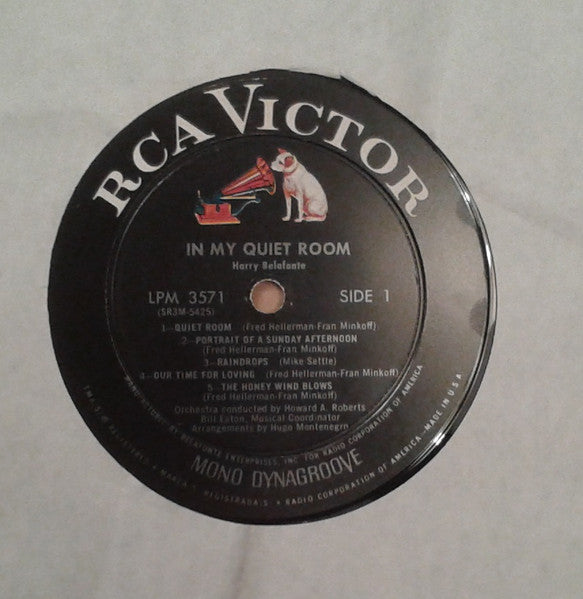 RCA VICTOR
IN MY QUIET ROOM
Harry Belafonte
LPM 3571
SIDE 1
(SR3M-5425)
1—QUIET ROOM (Fred Hellerman-Fran Minkoff)
2—PORTRAIT OF A SUNDAY AFTERNOON
(Fred Hellerman-Fran Minkoff)
3—RAINDROPS (Mike Settle)
4—OUR TIME FOR LOVING (Fred Hellerman-Fran Minkoff)
5—THE HONEY WIND BLOWS
(Fred Hellerman-Fran Minkoff)
Orchestra conducted by Howard A. Roberts
Bill Eaton, Musical Coordinator
Arrangements by Hugo Montenegro
MANUFACTURED BY BELAFONTE ENTERPRISES, INC. FOR RADIO CORPORATION OF AMERICA
MONO DYNAGROOVE
TMK(S) ® REGISTERED • MARCA(S) REGISTRADA(S) • RADIO CORPORATION OF AMERICA—MADE IN U.S.A.